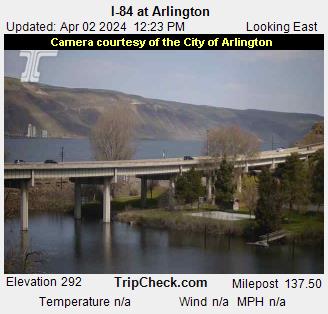 I-84 at Arlington
Updated: Apr 02 2024 12:23 PM Looking East
Camera courtesy of the City of Arlington
Elevation 292 TripCheck.com Milepost 137.50
Temperature n/a Wind n/a MPH n/a